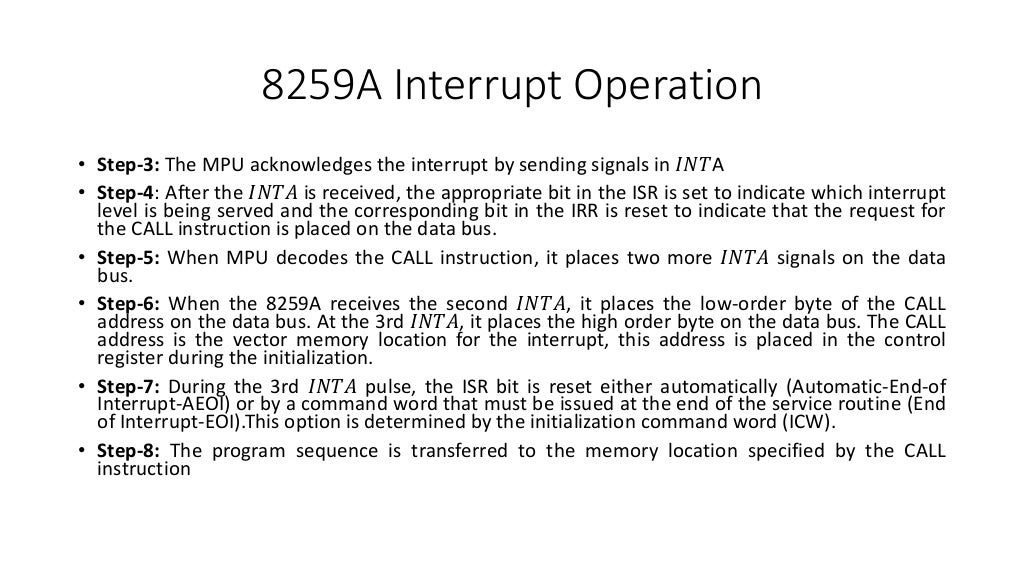 8259A Interrupt Operation
• Step-3: The MPU acknowledges the interrupt by sending signals in INTA
• Step-4: After the INTA is received, the appropriate bit in the ISR is set to indicate which interrupt
level is being served and the corresponding bit in the IRR is reset to indicate that the request for
the CALL instruction is placed on the data bus.
• Step-5: When MPU decodes the CALL instruction, it places two more INTA signals on the data
bus.
• Step-6: When the 8259A receives the second INTA, it places the low-order byte of the CALL
address on the data bus. At the 3rd INTA, it places the high order byte on the data bus. The CALL
address is the vector memory location for the interrupt, this address is placed in the control
register during the initialization.
• Step-7: During the 3rd INTA pulse, the ISR bit is reset either automatically (Automatic-End-of
Interrupt-AEOI) or by a command word that must be issued at the end of the service routine (End
of Interrupt-EOI).This option is determined by the initialization command word (ICW).
• Step-8: The program sequence is transferred to the memory location specified by the CALL
instruction